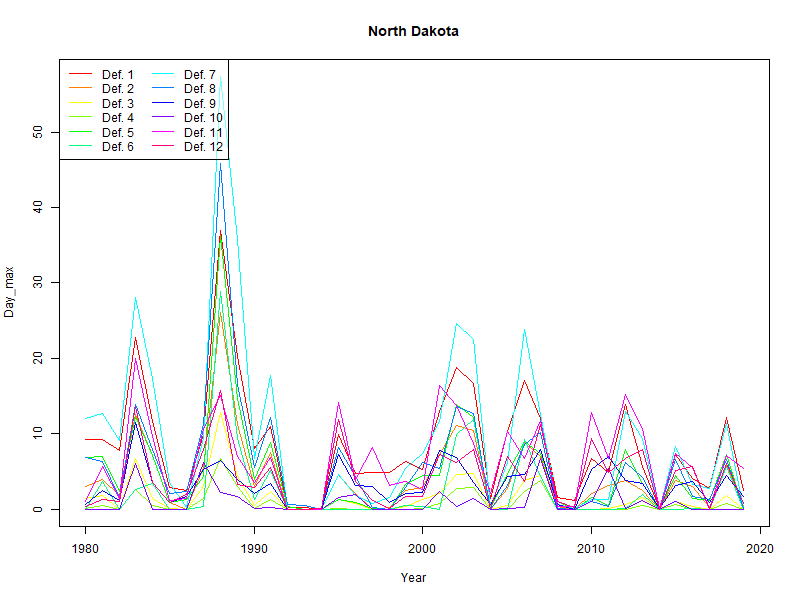 North Dakota
Def. 1 Def. 7
Def. 2 Def. 8
Def. 3 Def. 9
Def. 4 Def. 10
Def. 5 Def. 11
Def. 6 Def. 12
50
40
30
20
10
0
Day_max
1980 1990 2000 2010 2020
Year